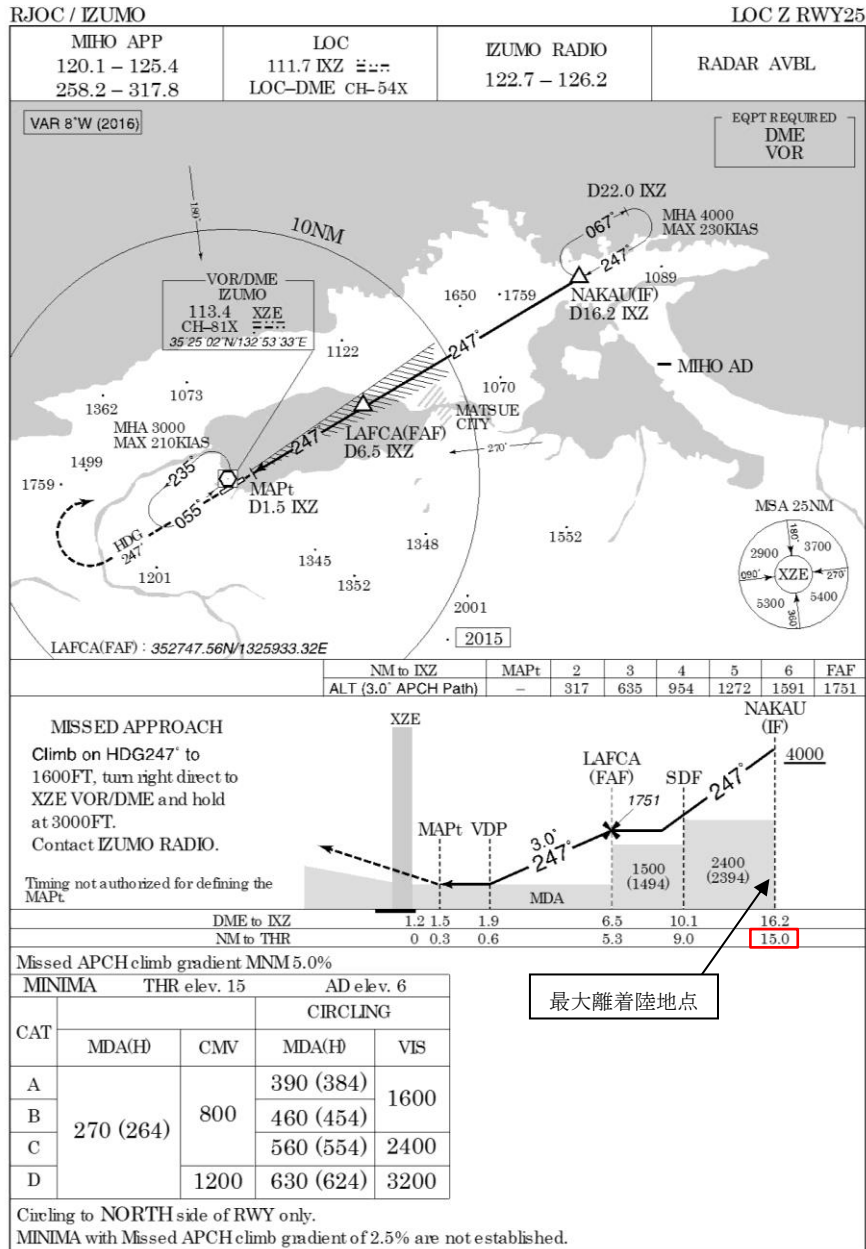 RJOC / IZUMO
LOC Z RWY25
MIHO APP
120.1 – 125.4
258.2 – 317.8
LOC
111.7 IXZ
LOC–DME CH–54X
IZUMO RADIO
122.7 – 126.2
RADAR AVBL
VAR 8°W (2016)
EQPT REQUIRED
DME
VOR
180°
10NM
D22.0 IXZ
067°
MHA 4000
MAX 230KIAS
247°
1089
NAKAU(IF)
D16.2 IXZ
VOR/DME
IZUMO
113.4 XZE
CH–81X
35 25 02"N/132 53'33"E
1650
1759
1122
247°
MIHO AD
1073
1070
1362
MATSUE
CITY
MHA 3000
MAX 210KIAS
247°
LAFCA(FAF)
D6.5 IXZ
270°
1499
235°
1759
MAPt
D1.5 IXZ
055°
HDG
247°
MSA 25NM
180°
2900
3700
090°
XZE
270°
5300
5400
360°
1552
1348
1345
1201
1352
2001
2015
LAFCA(FAF) : 352747.56N/1325933.32E
NM to IXZ MAPt 2 3 4 5 6 FAF
ALT (3.0° APCH Path) – 317 635 954 1272 1591 1751
MISSED APPROACH
Climb on HDG247° to
1600FT, turn right direct to
XZE VOR/DME and hold
at 3000FT.
Contact IZUMO RADIO.
Timing not authorized for defining the
MAPt.
XZE
NAKAU
(IF)
LAFCA
(FAF)
SDF
4000
247°
1751
MAPt VDP
3.0°
247°
1500
(1494)
2400
(2394)
MDA
DME to IXZ 1.2 1.5 1.9 6.5 10.1 16.2
NM to THR 0 0.3 0.6 5.3 9.0 15.0
最大離着陸地点
Missed APCH climb gradient MNM 5.0%
MINIMA THR elev. 15 AD elev. 6
CAT
CIRCLING
MDA(H) CMV MDA(H) VIS
A 270 (264) 800 390 (384) 1600
B 460 (454)
C 560 (554) 2400
D 1200 630 (624) 3200
Circling to NORTH side of RWY only.
MINIMA with Missed APCH climb gradient of 2.5% are not established.